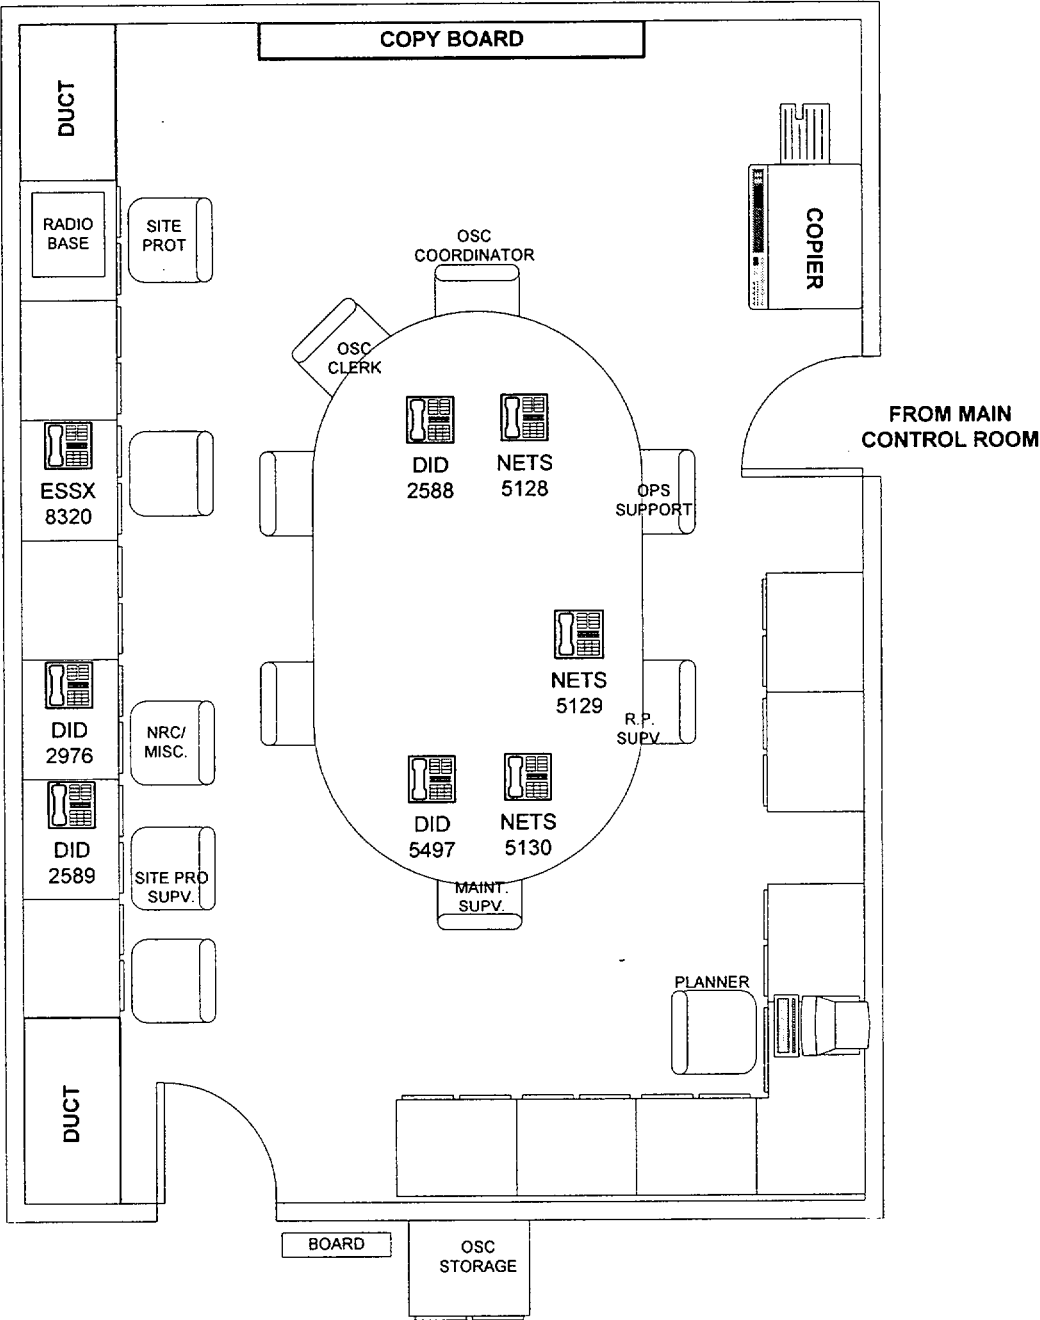 COPY BOARD
DUCT
COPIER
RADIO
BASE
SITE
PROT
OSC
COORDINATOR
OSC
CLERK
FROM MAIN
CONTROL ROOM
DID
2588
NETS
5128
ESSX
8320
OPS
SUPPORT
NETS
5129
R.P.
SUPV
DID
2976
NRC/
MISC.
DID
5497
NETS
5130
DID
2589
SITE PRO
SUPV.
MAINT.
SUPV.
PLANNER
DUCT
BOARD
OSC
STORAGE